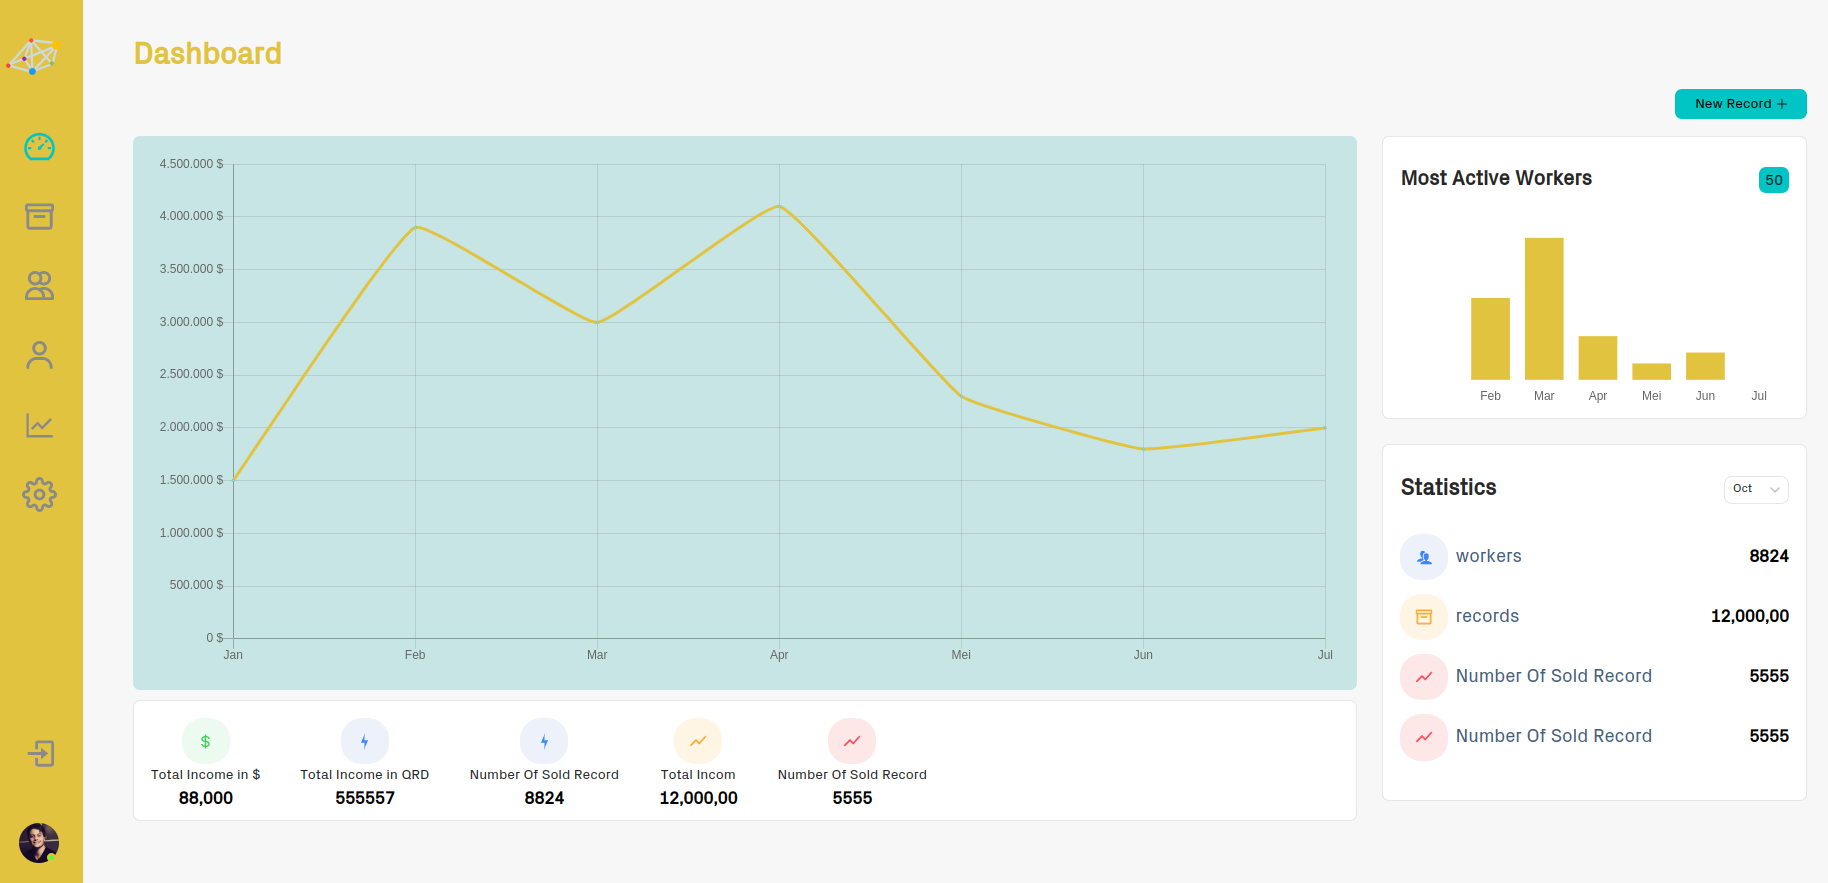 Dashboard
New Record +
4.500.000 $
4.000.000 $
3.500.000 $
3.000.000 $
2.500.000 $
2.000.000 $
1.500.000 $
1.000.000 $
500.000 $
0 $
Jan Feb Mar Apr Mei Jun Jul
Total Income in $ Total Income in QRD Number Of Sold Record Total Incom Number Of Sold Record
88,000 555557 8824 12,000,00 5555
Most Active Workers 50
Feb Mar Apr Mei Jun Jul
Statistics Oct
workers 8824
records 12,000,00
Number Of Sold Record 5555
Number Of Sold Record 5555